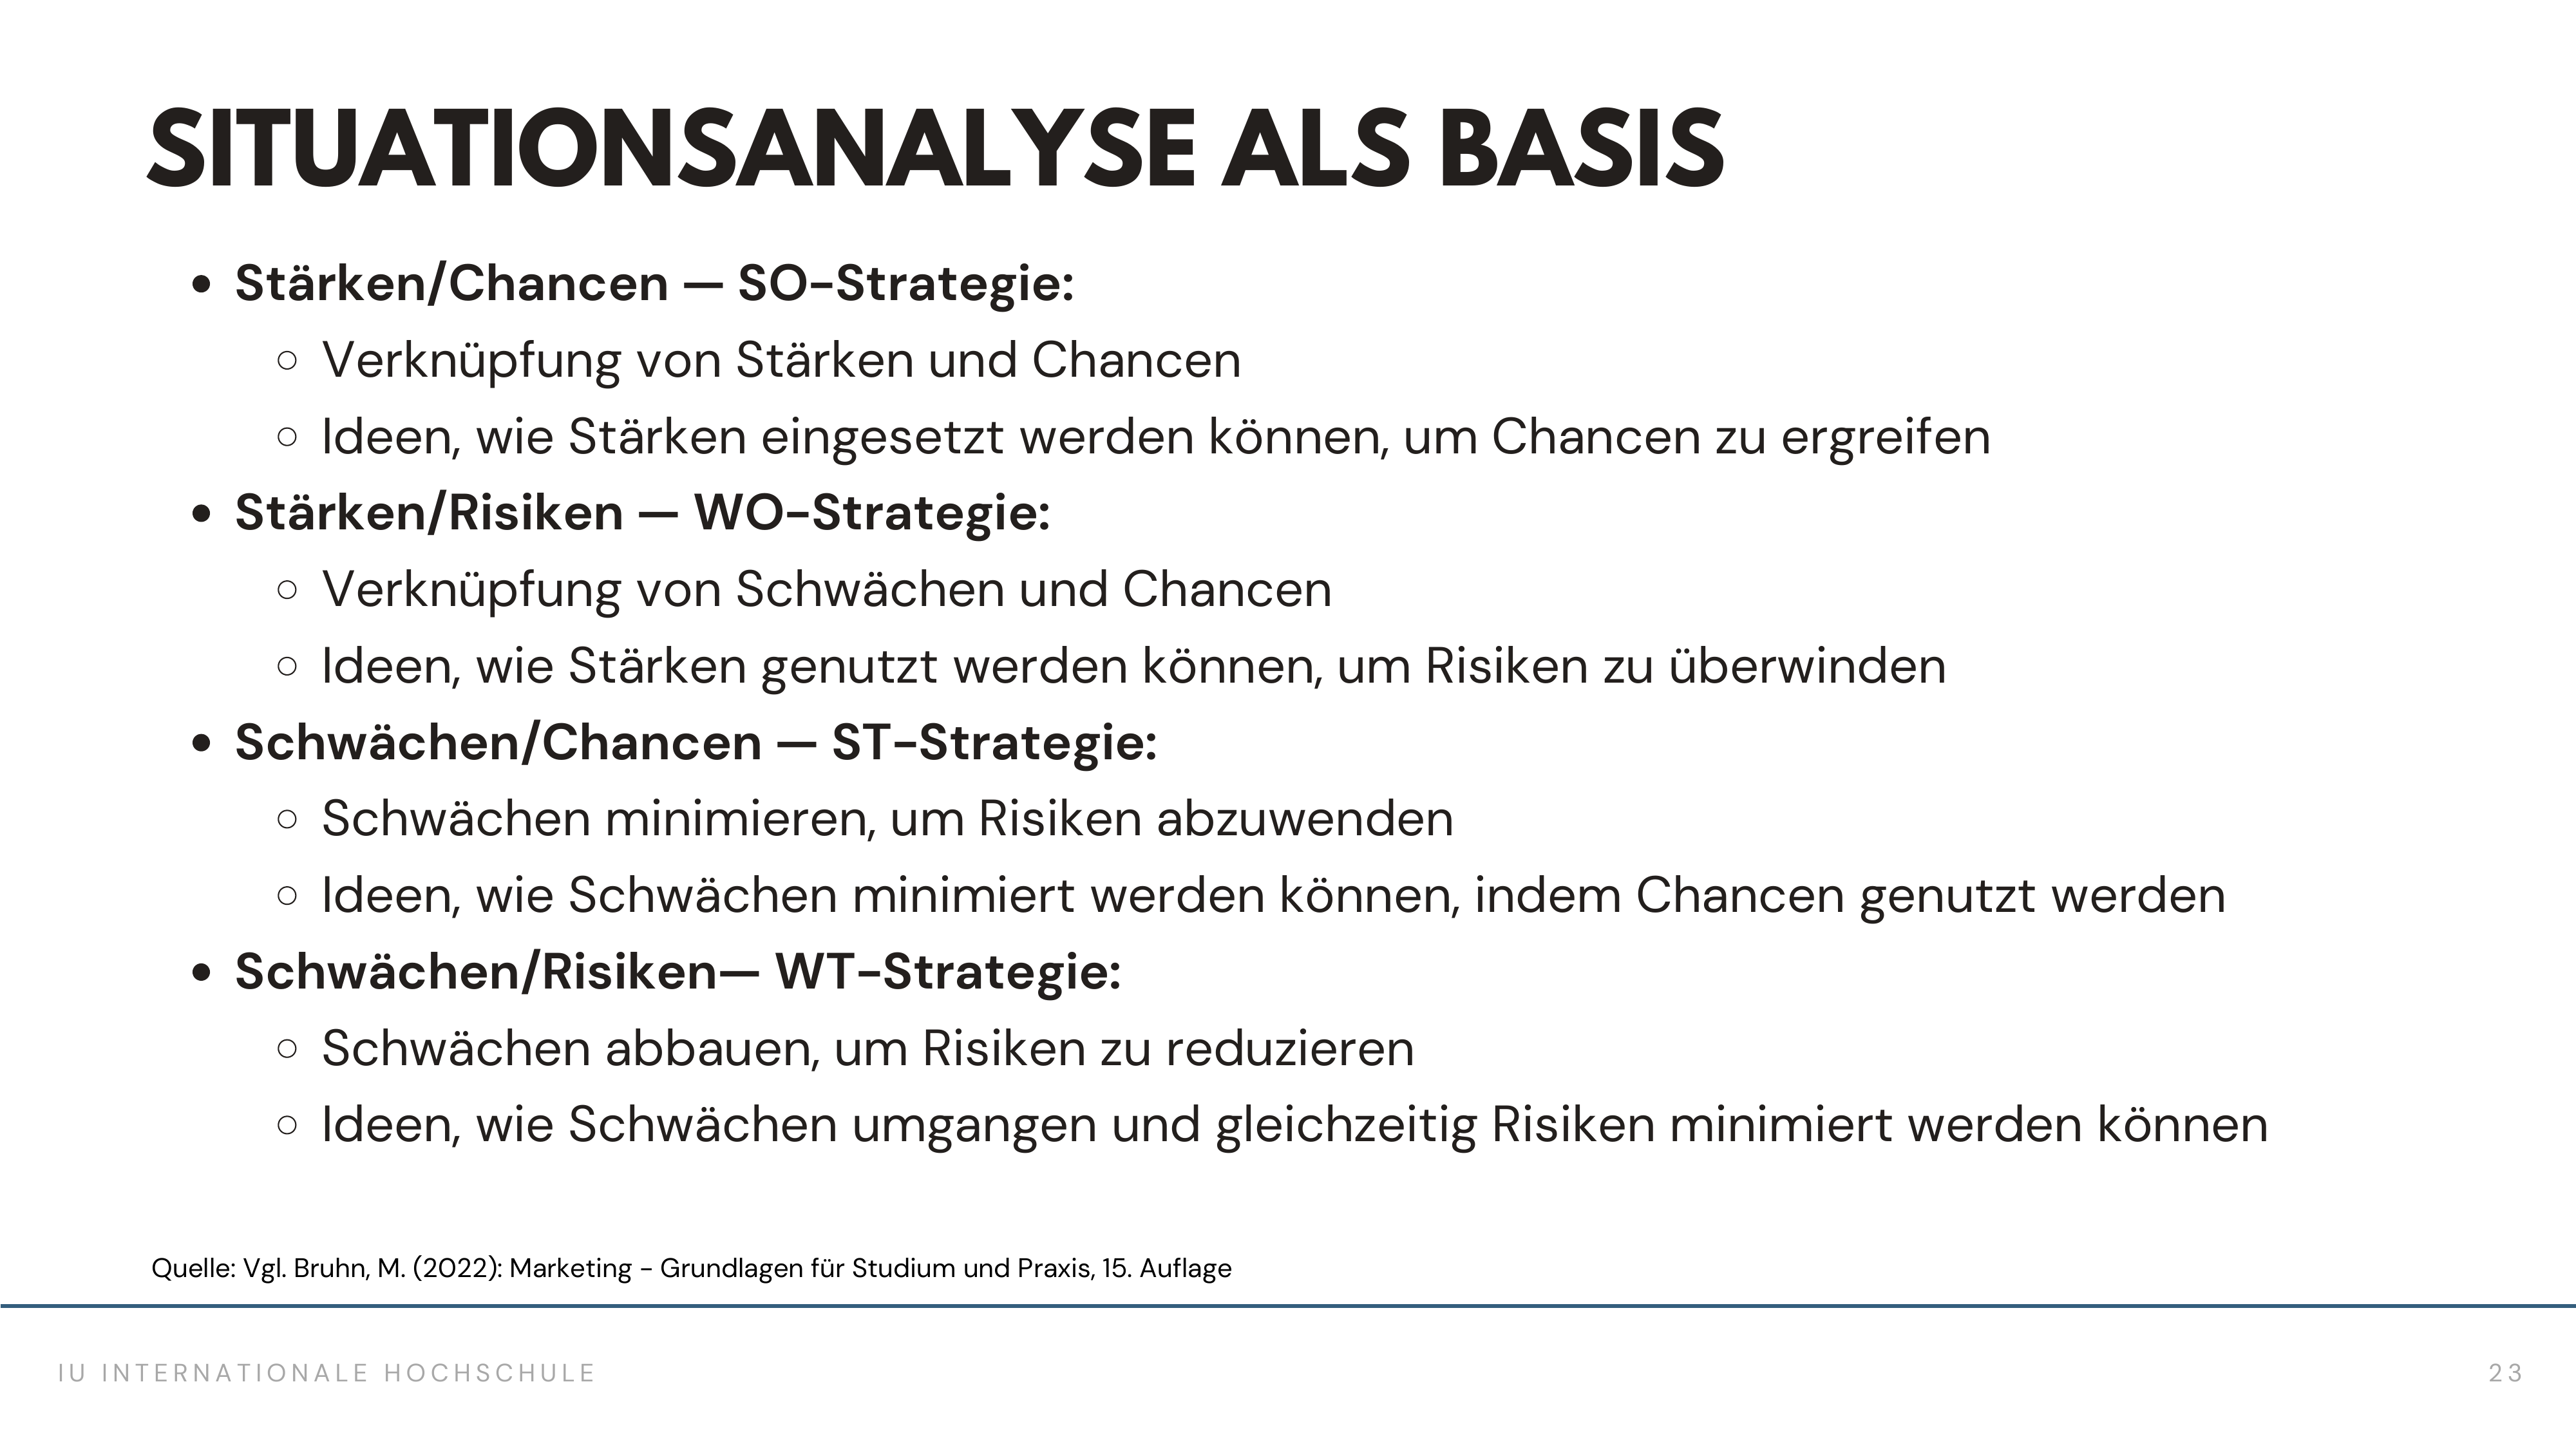 SITUATIONSANALYSE ALS BASIS
• Stärken/Chancen — SO-Strategie:
○ Verknüpfung von Stärken und Chancen
○ Ideen, wie Stärken eingesetzt werden können, um Chancen zu ergreifen
• Stärken/Risiken — WO-Strategie:
○ Verknüpfung von Schwächen und Chancen
○ Ideen, wie Stärken genutzt werden können, um Risiken zu überwinden
• Schwächen/Chancen — ST-Strategie:
○ Schwächen minimieren, um Risiken abzuwenden
○ Ideen, wie Schwächen minimiert werden können, indem Chancen genutzt werden
• Schwächen/Risiken— WT-Strategie:
○ Schwächen abbauen, um Risiken zu reduzieren
○ Ideen, wie Schwächen umgangen und gleichzeitig Risiken minimiert werden können
Quelle: Vgl. Bruhn, M. (2022): Marketing - Grundlagen für Studium und Praxis, 15. Auflage
IU INTERNATIONALE HOCHSCHULE
23